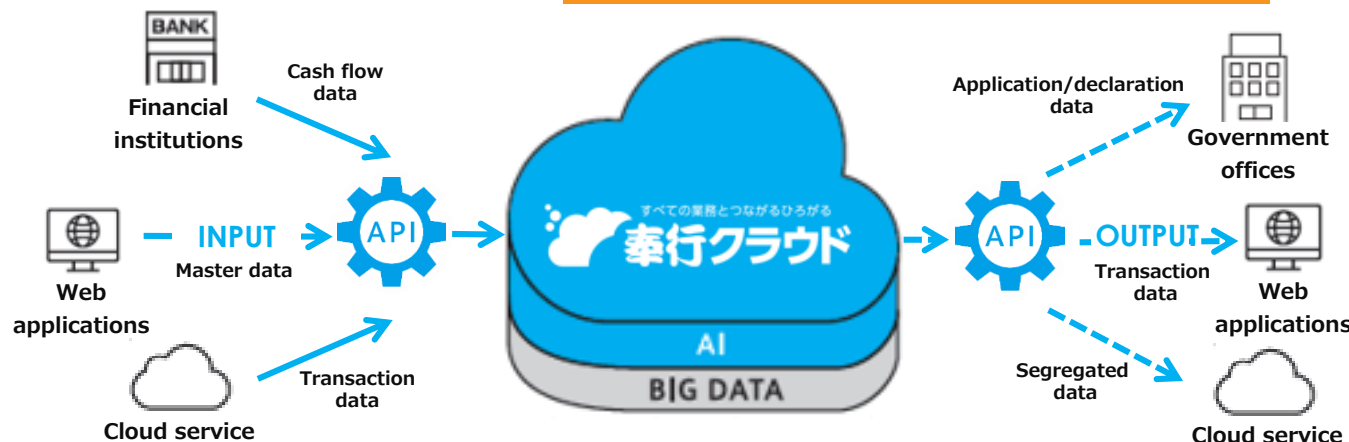 BANK
Financial
institutions
Cash flow
data
Web
applications
INPUT
Master data
Cloud service
Transaction
data
API
すべての業務とつながるひろがる
奉行クラウド
AI
BIG DATA
API
Application/declaration
data
Government
offices
OUTPUT
Transaction
data
Web
applications
Segregated
data
Cloud service